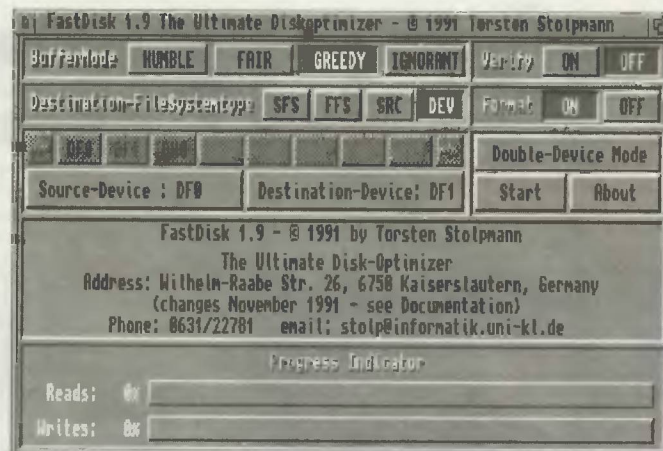 FastDisk 1.9 The Ultimate Diskoptimizer - © 1991 Torsten Stolpmann
BufferMode HUMBLE FAIR GREEDY IGNORANT Verify ON OFF
Destination-FileSystemtype SFS FFS SRC DEV Format ON OFF
DF0 DF1 Double-Device Mode
Source-Device : DF0 Destination-Device: DF1 Start About
FastDisk 1.9 - © 1991 by Torsten Stolpmann
The Ultimate Disk-Optimizer
Address: Wilhelm-Raabe Str. 26, 6750 Kaiserslautern, Germany
(changes November 1991 - see Documentation)
Phone: 0631/22781 email: stolp@informatik.uni-kl.de
Progress Indicator
Reads: 0%
Writes: 0%